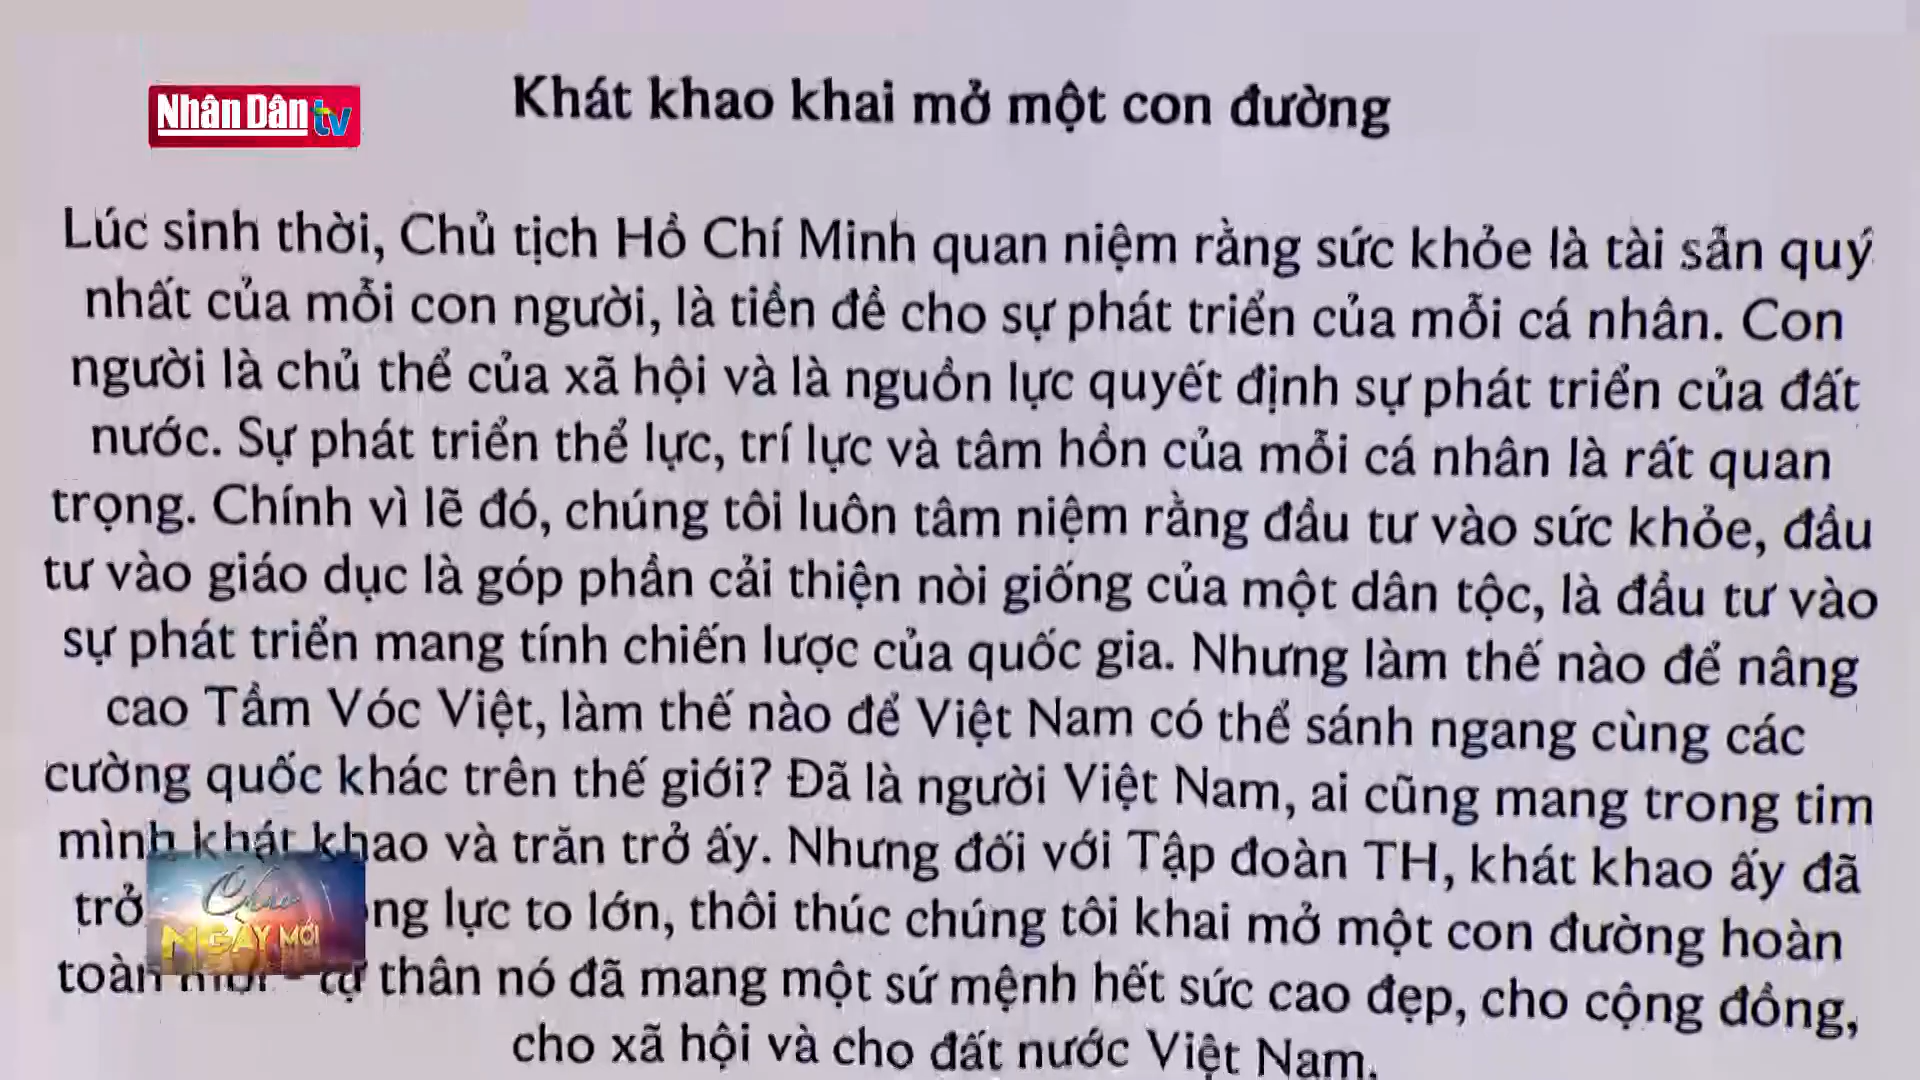 Nhân Dân tv
Khát khao khai mở một con đường
Lúc sinh thời, Chủ tịch Hồ Chí Minh quan niệm rằng sức khỏe là tài sản quý
nhất của mỗi con người, là tiền đề cho sự phát triển của mỗi cá nhân. Con
người là chủ thể của xã hội và là nguồn lực quyết định sự phát triển của đất
nước. Sự phát triển thể lực, trí lực và tâm hồn của mỗi cá nhân là rất quan
trọng. Chính vì lẽ đó, chúng tôi luôn tâm niệm rằng đầu tư vào sức khỏe, đầu
tư vào giáo dục là góp phần cải thiện nòi giống của một dân tộc, là đầu tư vào
sự phát triển mang tính chiến lược của quốc gia. Nhưng làm thế nào để nâng
cao Tầm Vóc Việt, làm thế nào để Việt Nam có thể sánh ngang cùng các
cường quốc khác trên thế giới? Đã là người Việt Nam, ai cũng mang trong tim
mình khát khao và trăn trở ấy. Nhưng đối với Tập đoàn TH, khát khao ấy đã
trở lực to lớn, thôi thúc chúng tôi khai mở một con đường hoàn
toàn - tự thân nó đã mang một sứ mệnh hết sức cao đẹp, cho cộng đồng,
cho xã hội và cho đất nước Việt Nam.
Chào
NGÀY MỚI